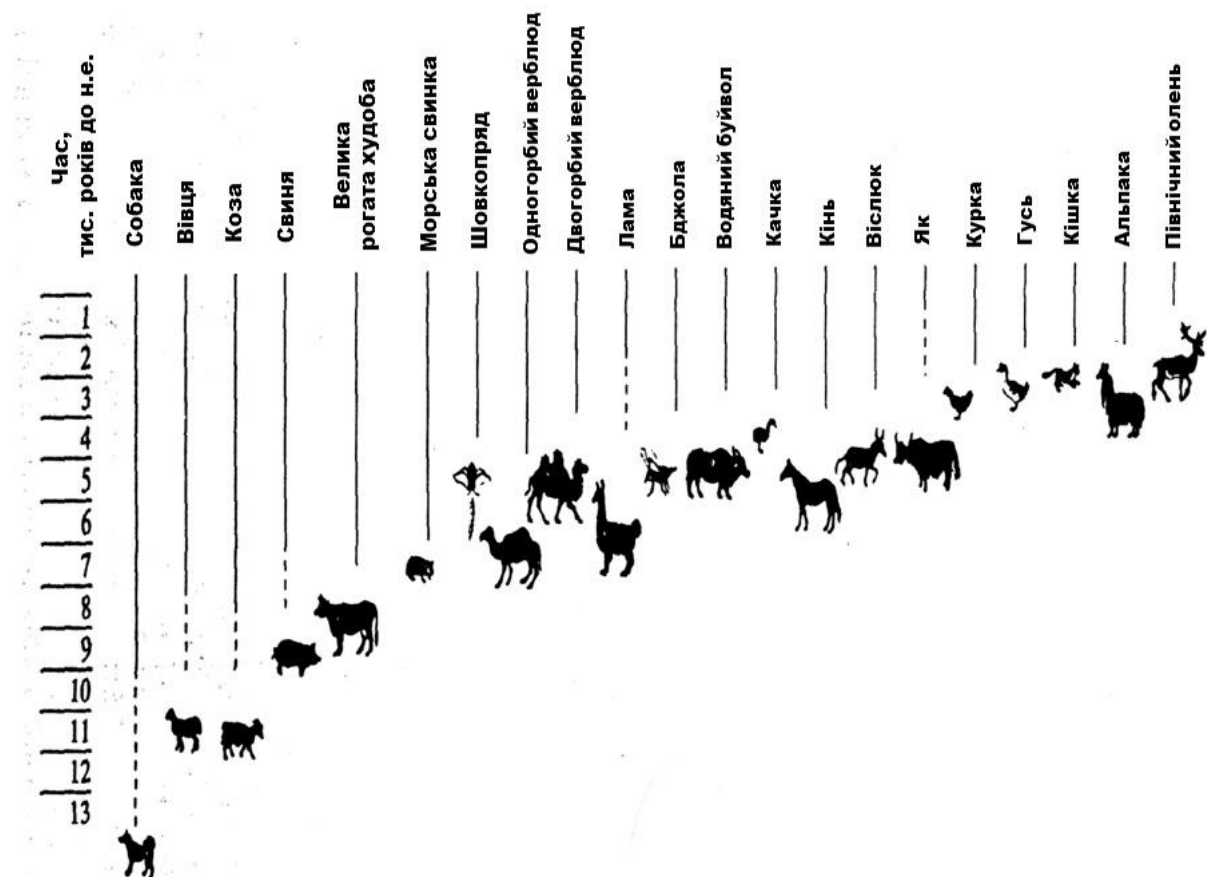 Час,
тис. років до н.е.
Собака
Вівця
Коза
Свиня
Велика
рогата худоба
Морська свинка
Шовкопряд
Одногорбий верблюд
Двогорбий верблюд
Лама
Бджола
Водяний буйвол
Качка
Кінь
Віслюк
Як
Курка
Гусь
Кішка
Альпака
Північний олень
1
2
3
4
5
6
7
8
9
10
11
12
13